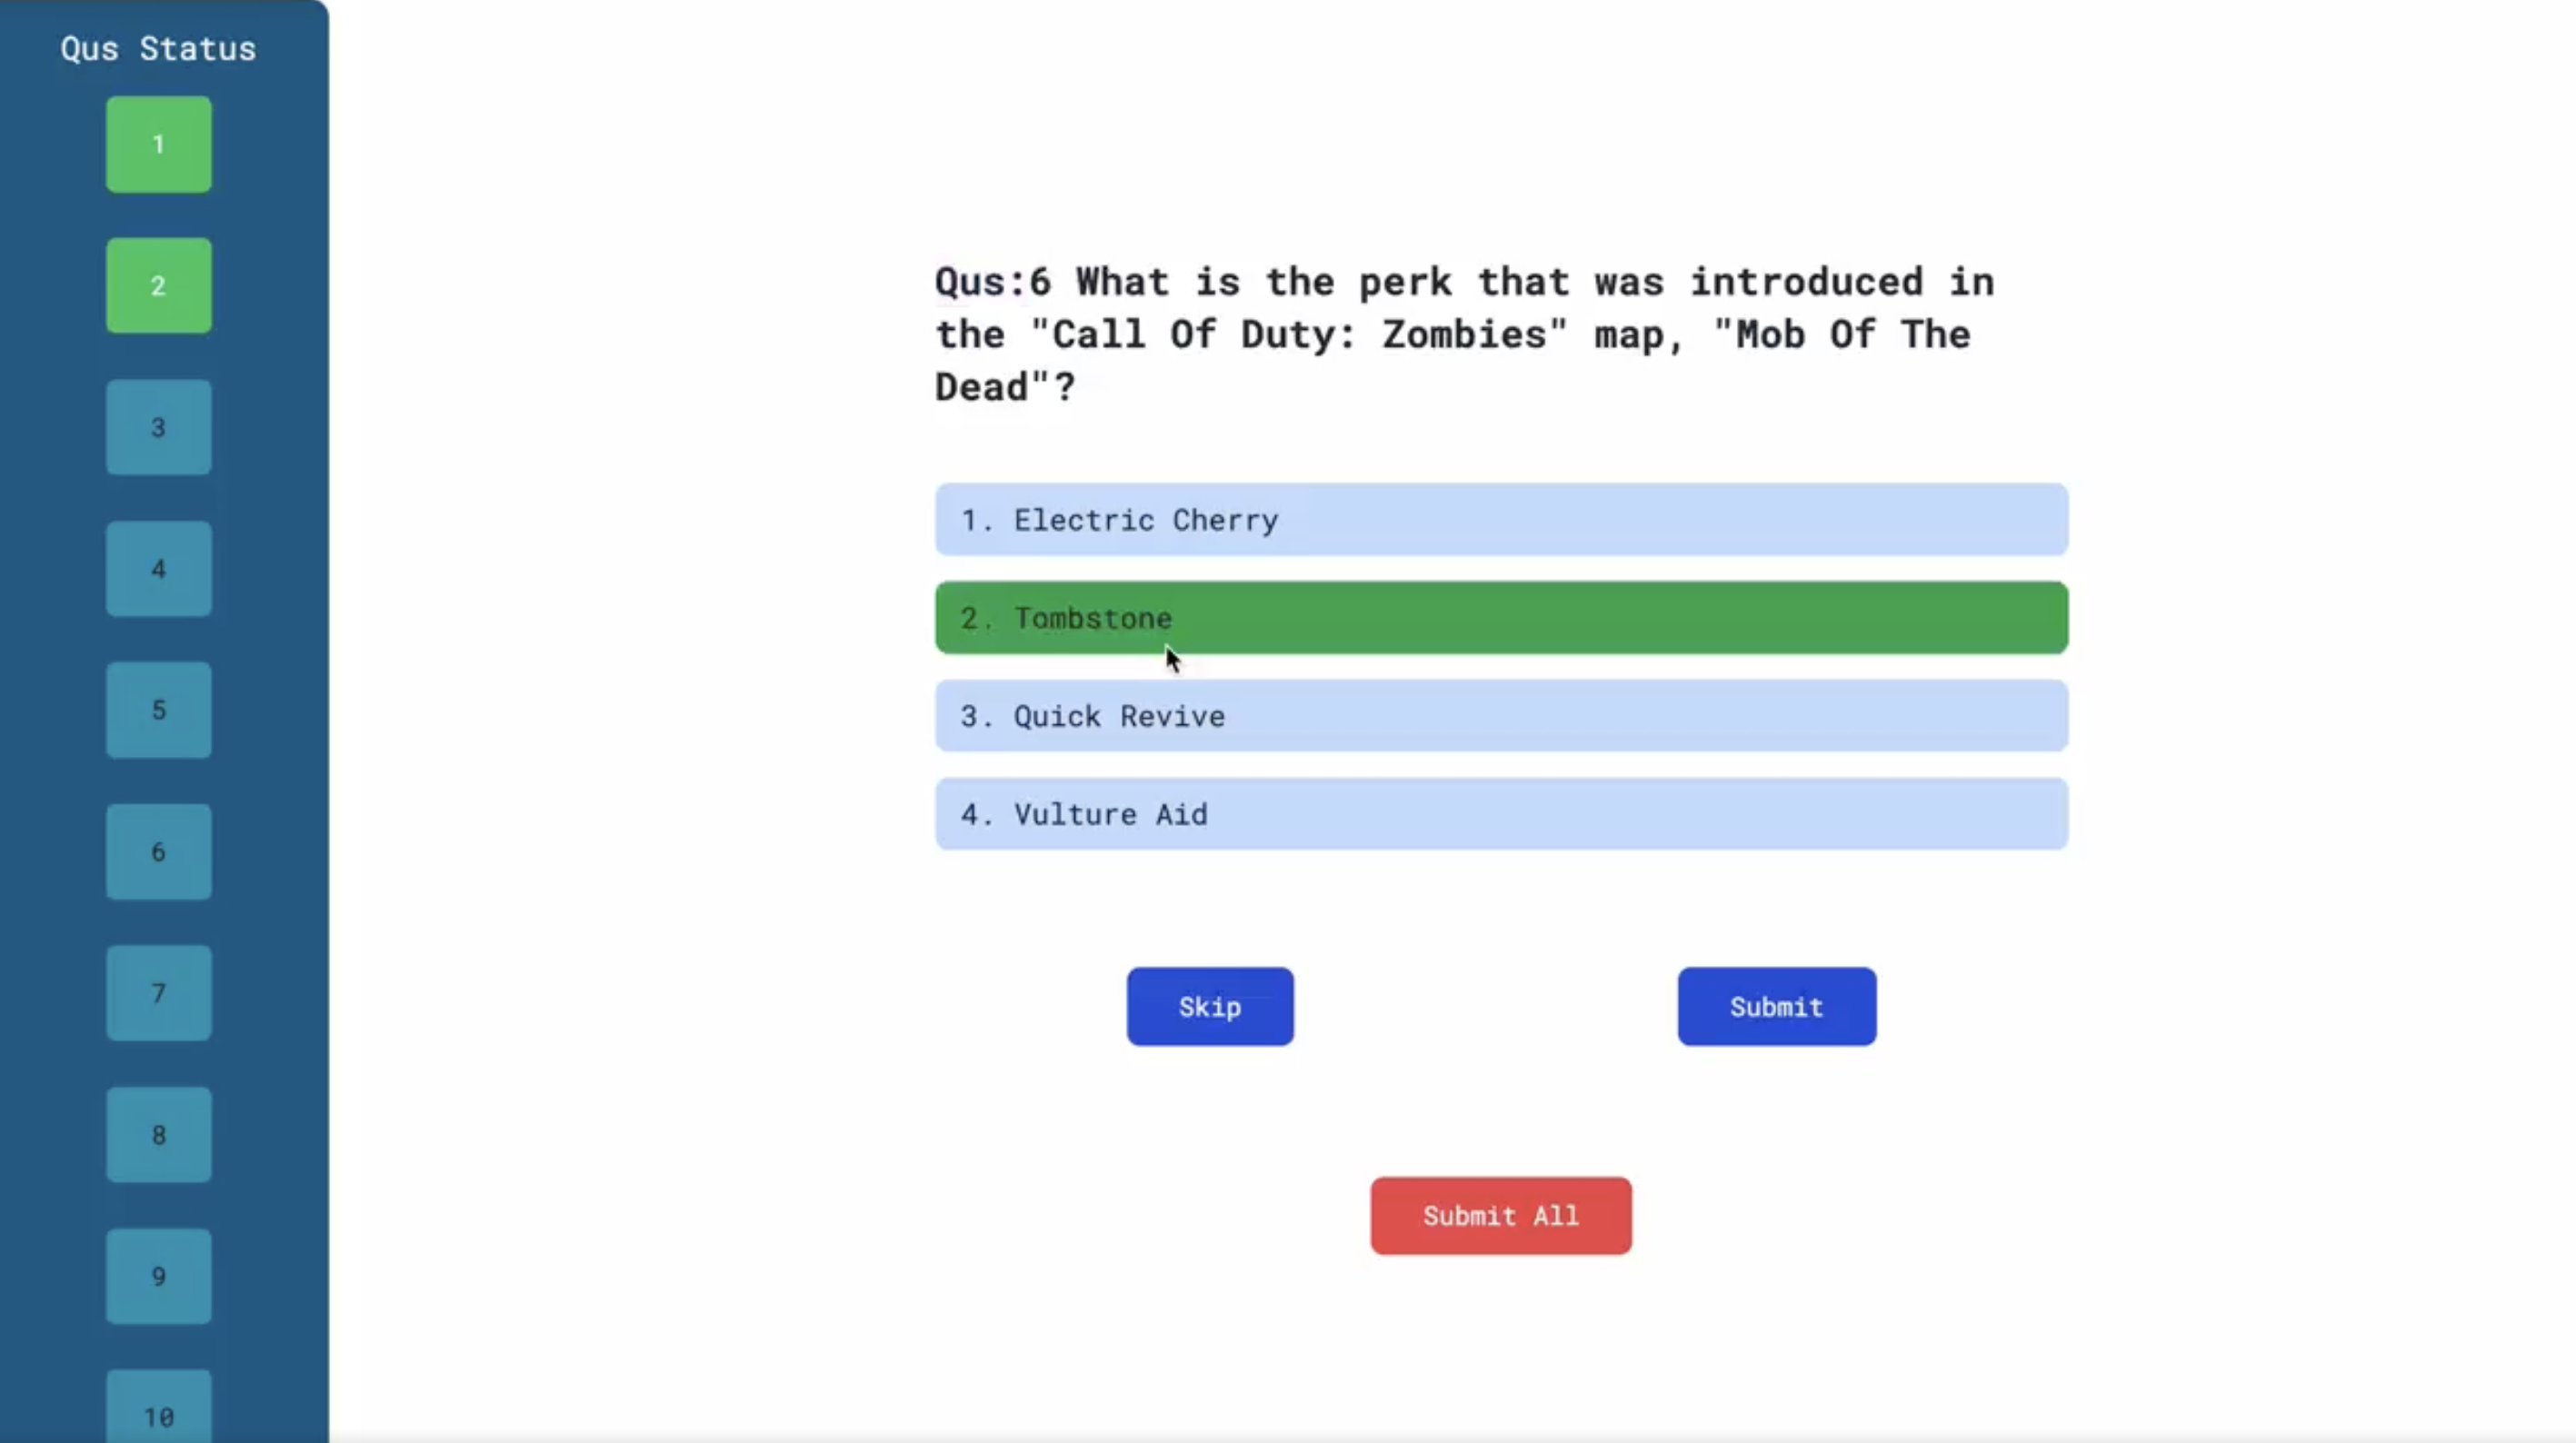 Qus Status
1
2
3
4
5
6
7
8
9
10
Qus:6 What is the perk that was introduced in
the "Call Of Duty: Zombies" map, "Mob Of The
Dead"?
1. Electric Cherry
2. Tombstone
3. Quick Revive
4. Vulture Aid
Skip
Submit
Submit All